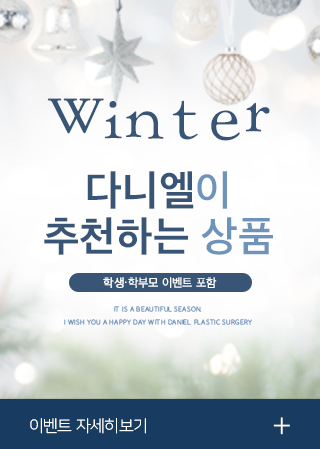 Winter
다니엘이
추천하는 상품
학생·학부모 이벤트 포함
IT IS A BEAUTIFUL SEASON.
I WISH YOU A HAPPY DAY WITH DANIEL PLASTIC SURGERY
이벤트 자세히보기 +